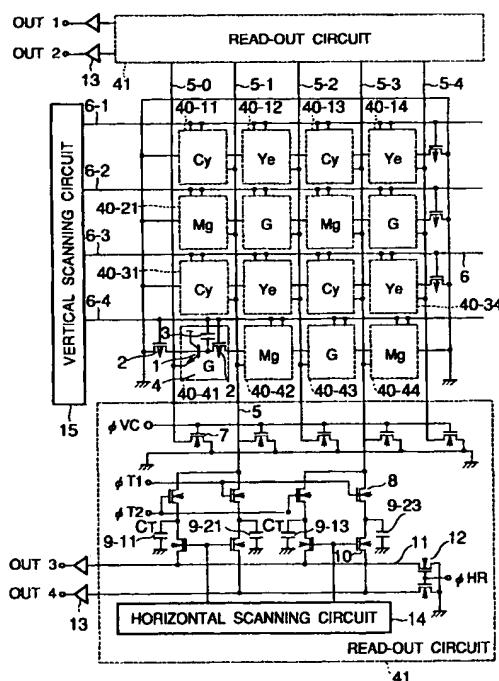 OUT 1
OUT 2
13
41
READ-OUT CIRCUIT
5-0 5-1 5-2 5-3 5-4
6-1
40-11 40-12 40-13 40-14
Cy Ye Cy Ye
6-2
40-21
Mg G Mg G
6-3
40-31
6
Cy Ye Cy Ye
6-4
40-34
VERTICAL SCANNING CIRCUIT
15
3
2
1
4
G
2
Mg G Mg
40-41 40-42 40-43 40-44
5
φVC
7
φT1
8
φT2
CT
9-11
9-21
CT
9-13
9-23
10
11
12
OUT 3
OUT 4
13
φHR
HORIZONTAL SCANNING CIRCUIT
14
READ-OUT CIRCUIT
41